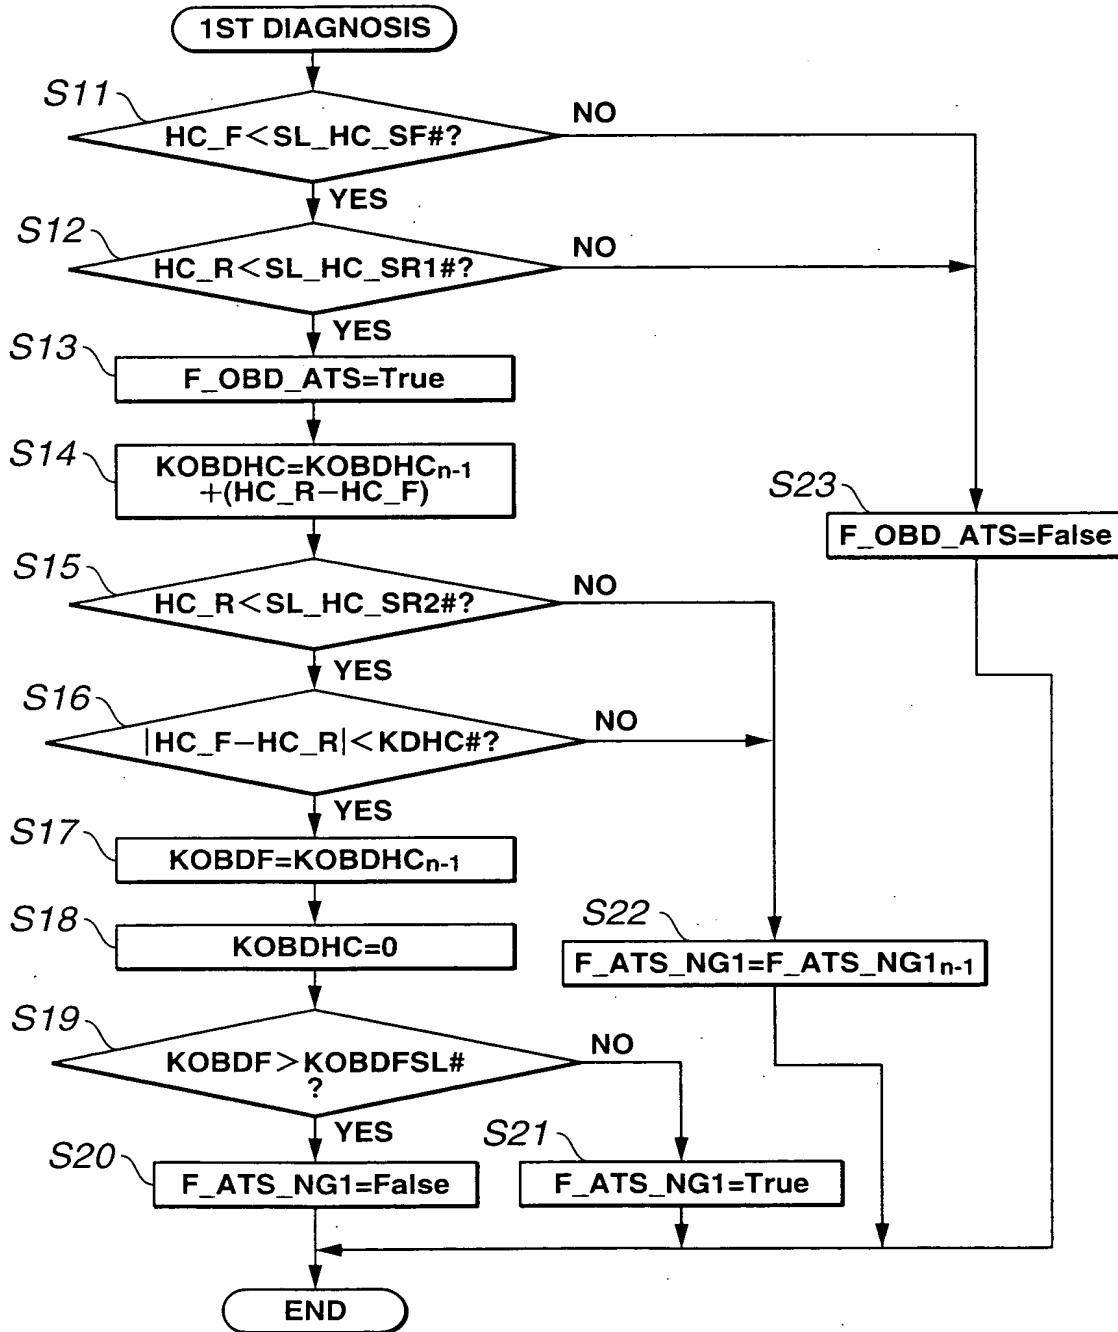 1ST DIAGNOSIS
S11
HC_F<SL_HC_SF#?
NO
YES
S12
HC_R<SL_HC_SR1#?
NO
YES
S13
F_OBD_ATS=True
S14
KOBDHC=KOBDHCn-1
+(HC_R−HC_F)
S23
F_OBD_ATS=False
S15
HC_R<SL_HC_SR2#?
NO
YES
S16
|HC_F−HC_R|<KDHC#?
NO
YES
S17
KOBDF=KOBDHCn-1
S18
KOBDHC=0
S22
F_ATS_NG1=F_ATS_NG1n-1
S19
KOBDF>KOBDFSL#
?
NO
YES
S20
F_ATS_NG1=False
S21
F_ATS_NG1=True
END